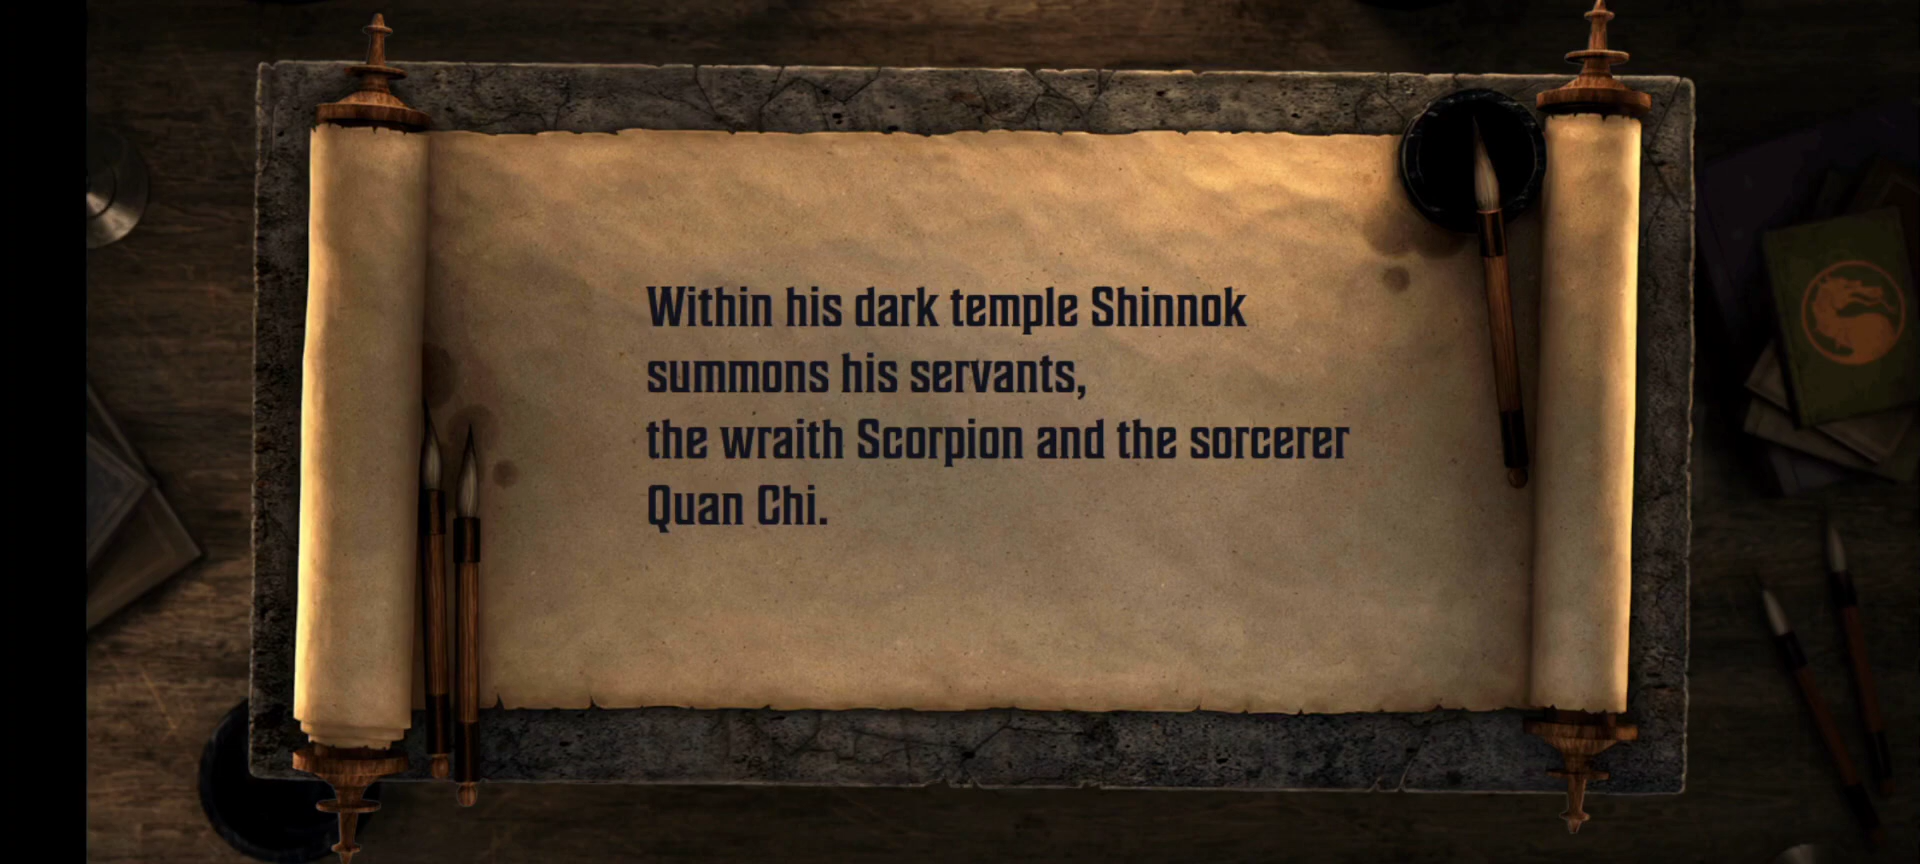 Within his dark temple Shinnok
summons his servants,
the wraith Scorpion and the sorcerer
Quan Chi.